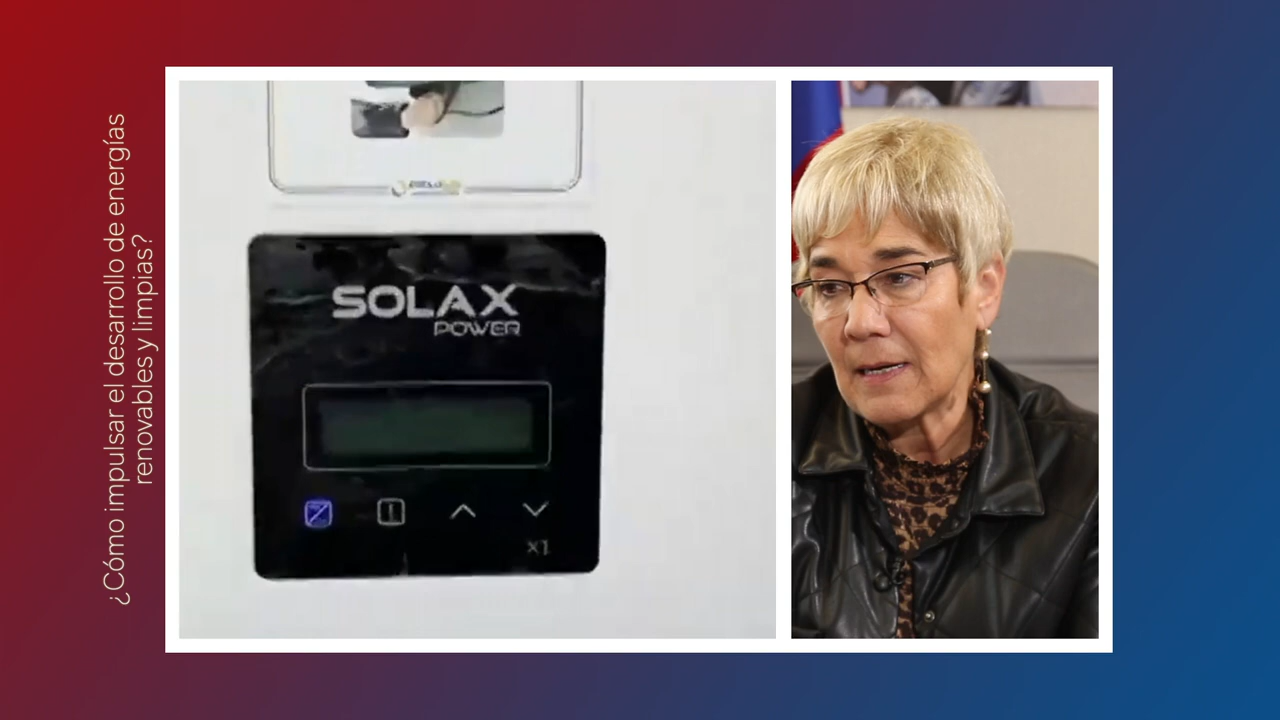 ¿Cómo impulsar el desarrollo de energías
renovables y limpias?
SOLAX
POWER
X1